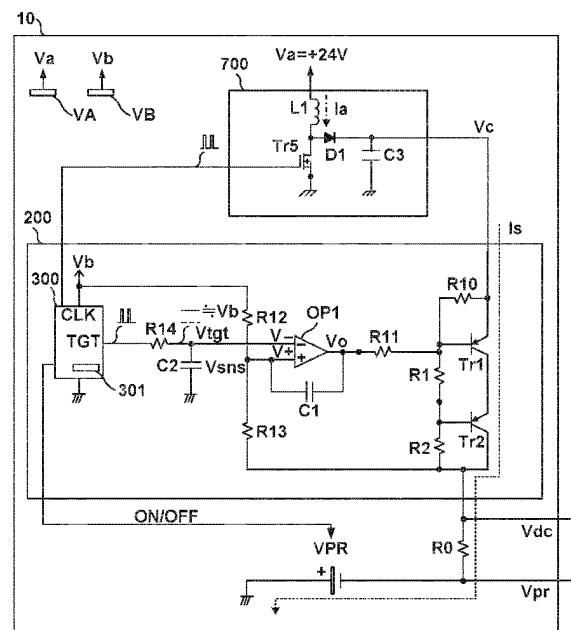 10
Va
Vb
VA
VB
700
Va=+24V
L1
Ia
Tr5
D1
C3
Vc
200
Is
Vb
300
CLK
TGT
301
R14
≒Vb
Vtgt
C2
R12
V−
V+
OP1
−
+
Vo
Vsns
C1
R13
R11
R10
Tr1
R1
R2
Tr2
ON/OFF
VPR
+
R0
Vdc
Vpr